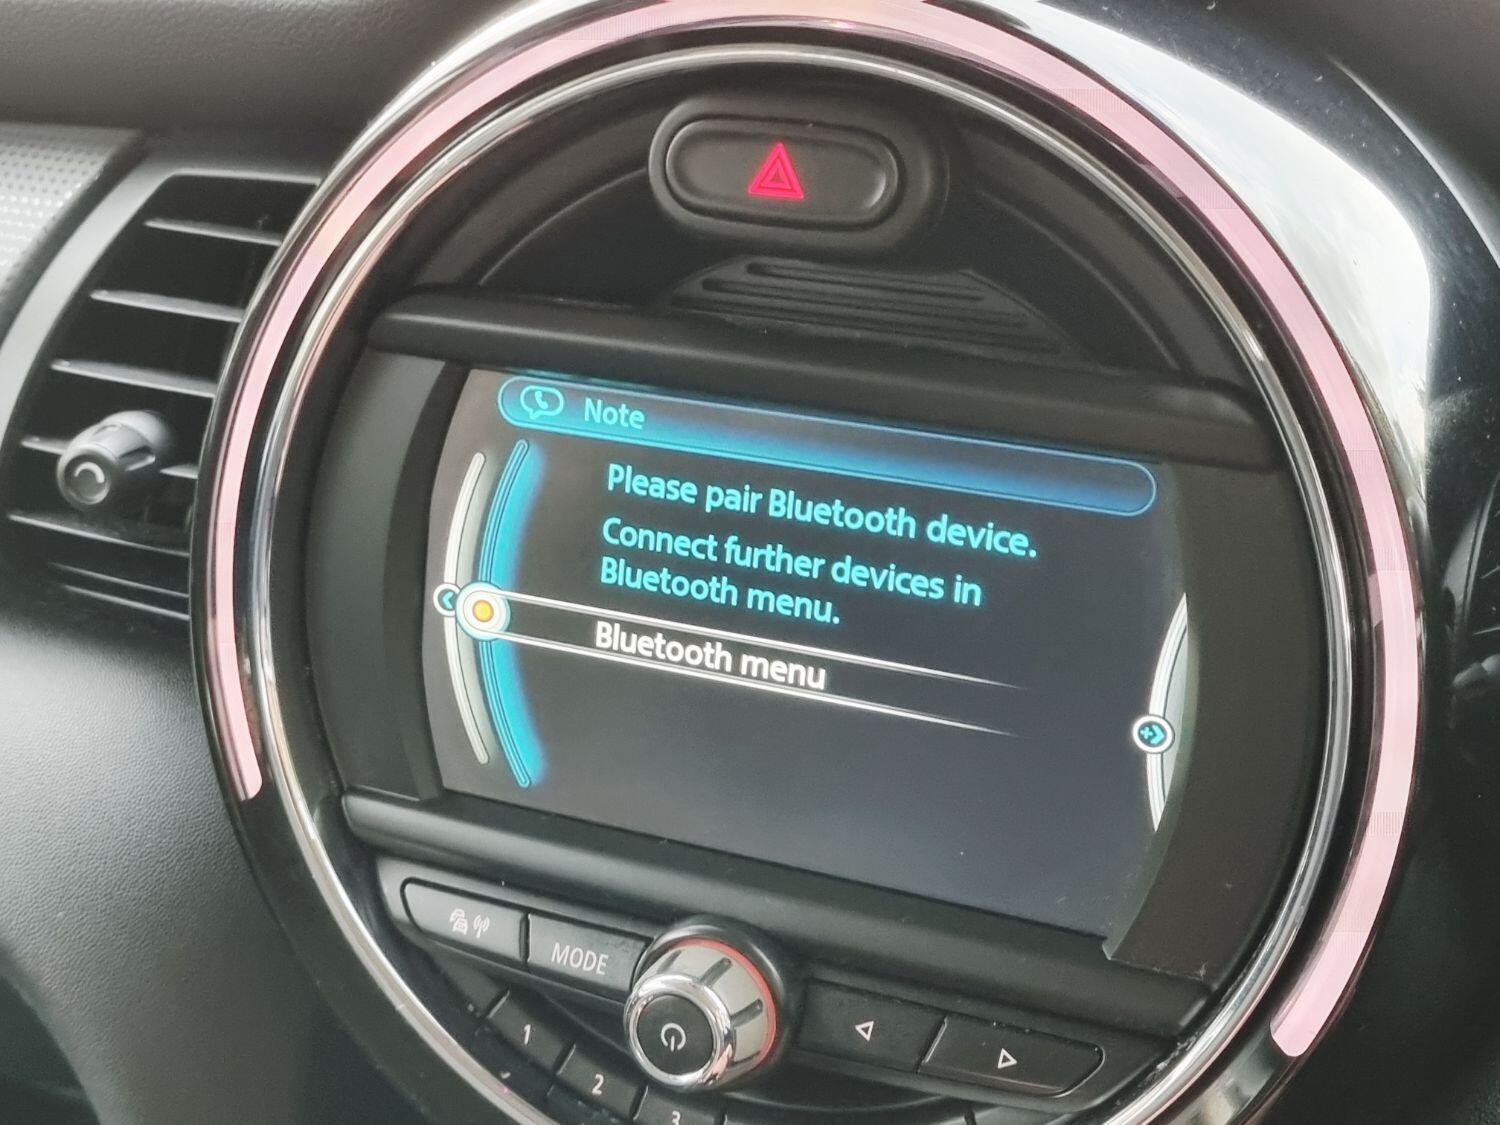 Note
Please pair Bluetooth device.
Connect further devices in
Bluetooth menu.
Bluetooth menu
MODE
1
2
3